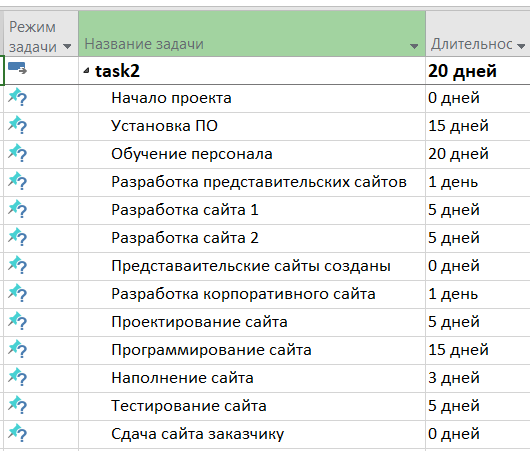 Режим задачи Название задачи Длительнос
task2 20 дней
Начало проекта 0 дней
Установка ПО 15 дней
Обучение персонала 20 дней
Разработка представительских сайтов 1 день
Разработка сайта 1 5 дней
Разработка сайта 2 5 дней
Представаительские сайты созданы 0 дней
Разработка корпоративного сайта 1 день
Проектирование сайта 5 дней
Программирование сайта 15 дней
Наполнение сайта 3 дней
Тестирование сайта 5 дней
Сдача сайта заказчику 0 дней